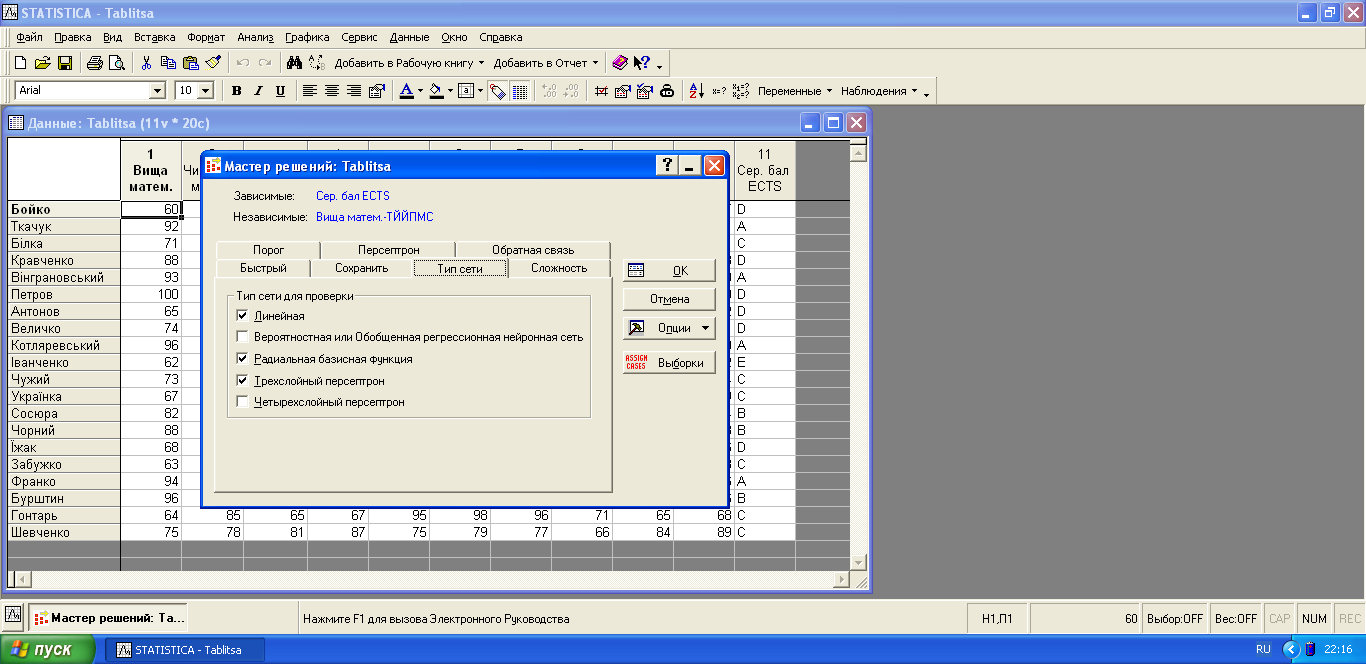 STATISTICA - Tablitsa
Файл Правка Вид Вставка Формат Анализ Графика Сервис Данные Окно Справка
Добавить в Рабочую книгу Добавить в Отчет
Arial 10 B I U Переменные Наблюдения
Данные: Tablitsa (11v * 20c)
1 11
Вища Сер. бал
матем. ECTS
Мастер решений: Tablitsa
Зависимые: Сер. бал ECTS
Независимые: Вища матем.-ТЙЙПМС
Порог Персептрон Обратная связь
Быстрый Сохранить Тип сети Сложность
Тип сети для проверки
Линейная
Вероятностная или Обобщенная регрессионная нейронная сеть
Радиальная базисная функция
Трехслойный персептрон
Четырехслойный персептрон
OK
Отмена
Опции
ASSIGN CASES Выборки
Бойко 60 D
Ткачук 92 A
Білка 71 C
Кравченко 88 D
Вінграновський 93 A
Петров 100 D
Антонов 65 D
Величко 74 D
Котляревський 96 A
Іванченко 62 E
Чужий 73 C
Українка 67 C
Сосюра 82 B
Чорний 88 B
Їжак 68 D
Забужко 63 C
Франко 94 A
Бурштин 96 B
Гонтарь 64 85 65 67 95 98 96 71 65 68 C
Шевченко 75 78 81 87 75 79 77 66 84 89 C
Мастер решений: Та...
Нажмите F1 для вызова Электронного Руководства
Н1,П1 60 Выбор:OFF Вес:OFF CAP NUM REC
пуск STATISTICA - Tablitsa RU 22:16